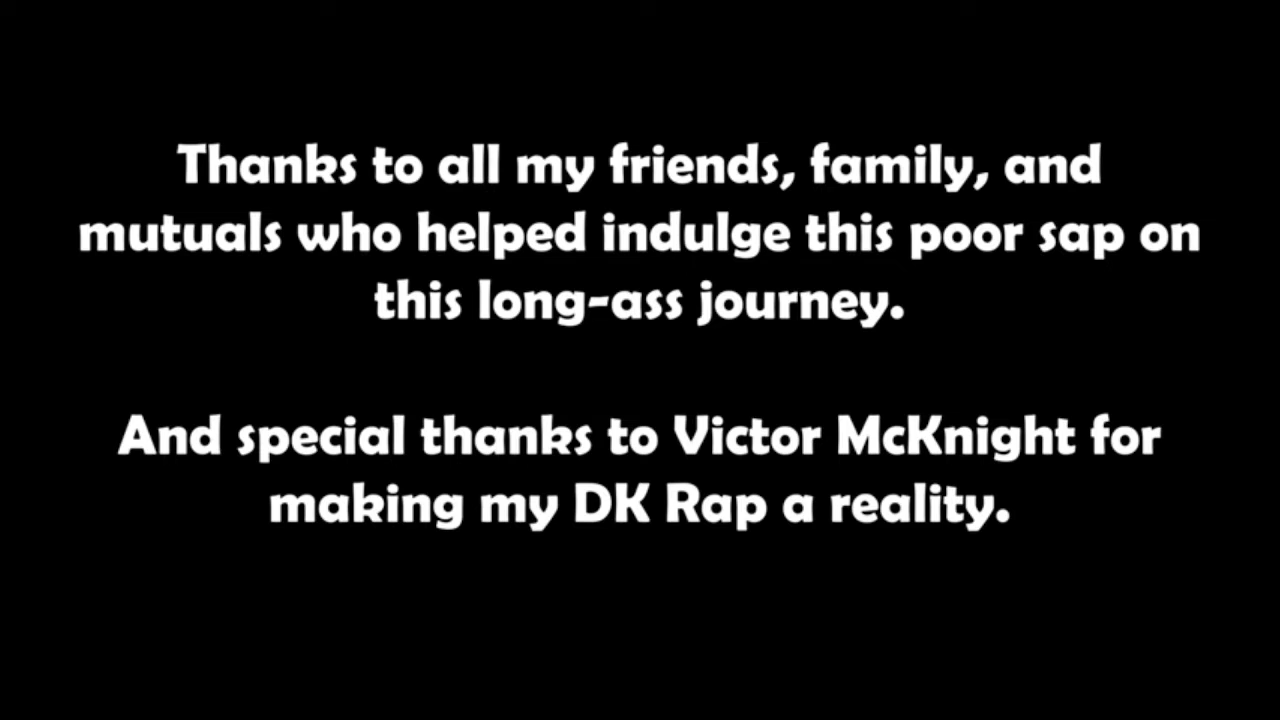 Thanks to all my friends, family, and
mutuals who helped indulge this poor sap on
this long-ass journey.
And special thanks to Victor McKnight for
making my DK Rap a reality.